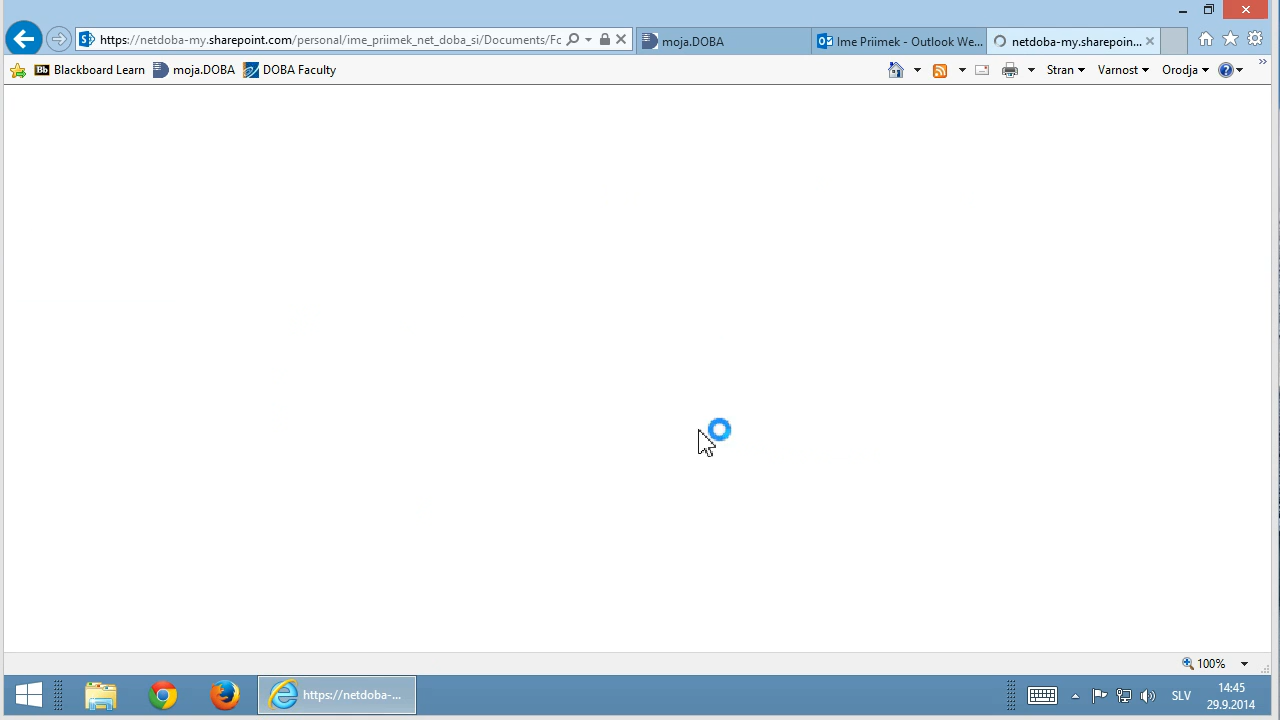 https://netdoba-my.sharepoint.com/personal/ime_priimek_net_doba_si/Documents/Fc
moja.DOBA
Ime Priimek - Outlook We...
netdoba-my.sharepoin...
Bb Blackboard Learn
moja.DOBA
DOBA Faculty
Stran
Varnost
Orodja
100%
https://netdoba-...
SLV
14:45
29.9.2014